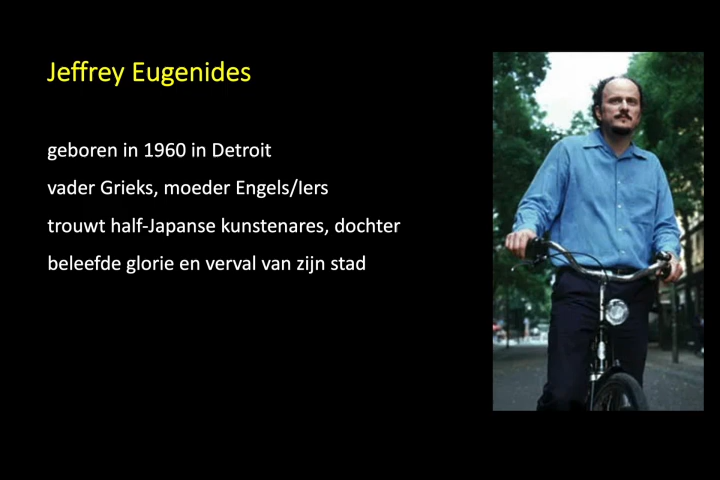 Jeffrey Eugenides
geboren in 1960 in Detroit
vader Grieks, moeder Engels/Iers
trouwt half-Japanse kunstenares, dochter
beleefde glorie en verval van zijn stad